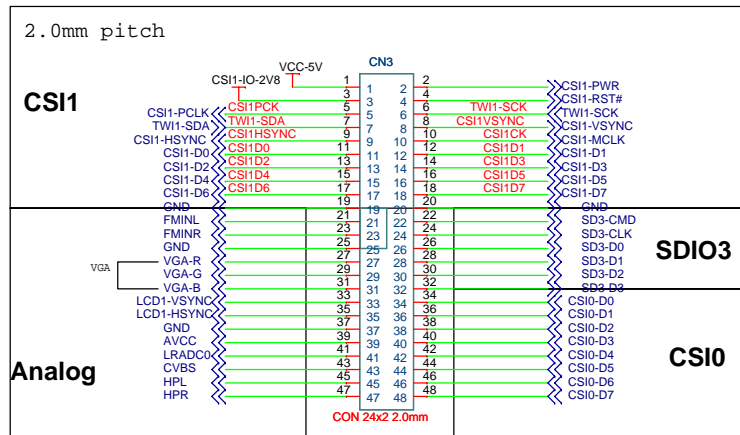 2.0mm pitch
CN3
VCC-5V
CSI1-IO-2V8
CSI1
1 1 2 2 CSI1-PWR
3 3 4 4 CSI1-RST#
CSI1-PCLK CSI1PCK 5 5 6 6 TWI1-SCK TWI1-SCK
TWI1-SDA TWI1-SDA 7 7 8 8 CSI1VSYNC CSI1-VSYNC
CSI1-HSYNC CSI1HSYNC 9 9 10 10 CSI1CK CSI1-MCLK
CSI1-D0 CSI1D0 11 11 12 12 CSI1D1 CSI1-D1
CSI1-D2 CSI1D2 13 13 14 14 CSI1D3 CSI1-D3
CSI1-D4 CSI1D4 15 15 16 16 CSI1D5 CSI1-D5
CSI1-D6 CSI1D6 17 17 18 18 CSI1D7 CSI1-D7
GND 19 19 20 20 GND
FMINL 21 21 22 22 SD3-CMD
FMINR 23 23 24 24 SD3-CLK
GND 25 25 26 26 SD3-D0
SDIO3
VGA
VGA-R 27 27 28 28 SD3-D1
VGA-G 29 29 30 30 SD3-D2
VGA-B 31 31 32 32 SD3-D3
LCD1-VSYNC 33 33 34 34 CSI0-D0
LCD1-HSYNC 35 35 36 36 CSI0-D1
GND 37 37 38 38 CSI0-D2
AVCC 39 39 40 40 CSI0-D3
LRADC0 41 41 42 42 CSI0-D4
Analog
CSI0
CVBS 43 43 44 44 CSI0-D5
HPL 45 45 46 46 CSI0-D6
HPR 47 47 48 48 CSI0-D7
CON 24x2 2.0mm